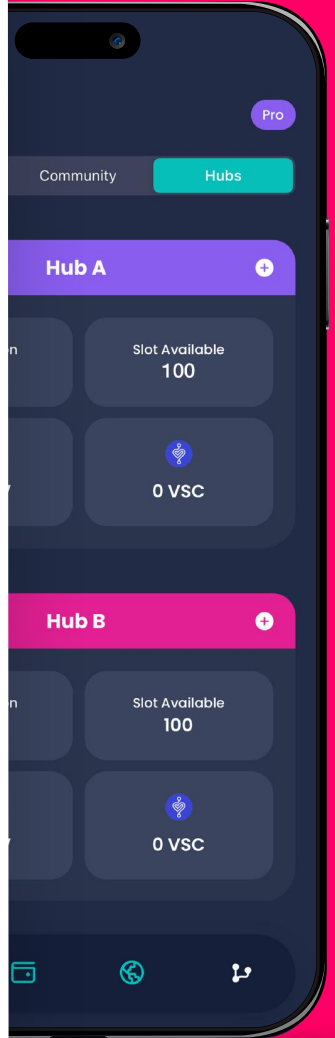 Pro
Community
Hubs
Hub A
n
Slot Available
100
0 VSC
Hub B
n
Slot Available
100
0 VSC